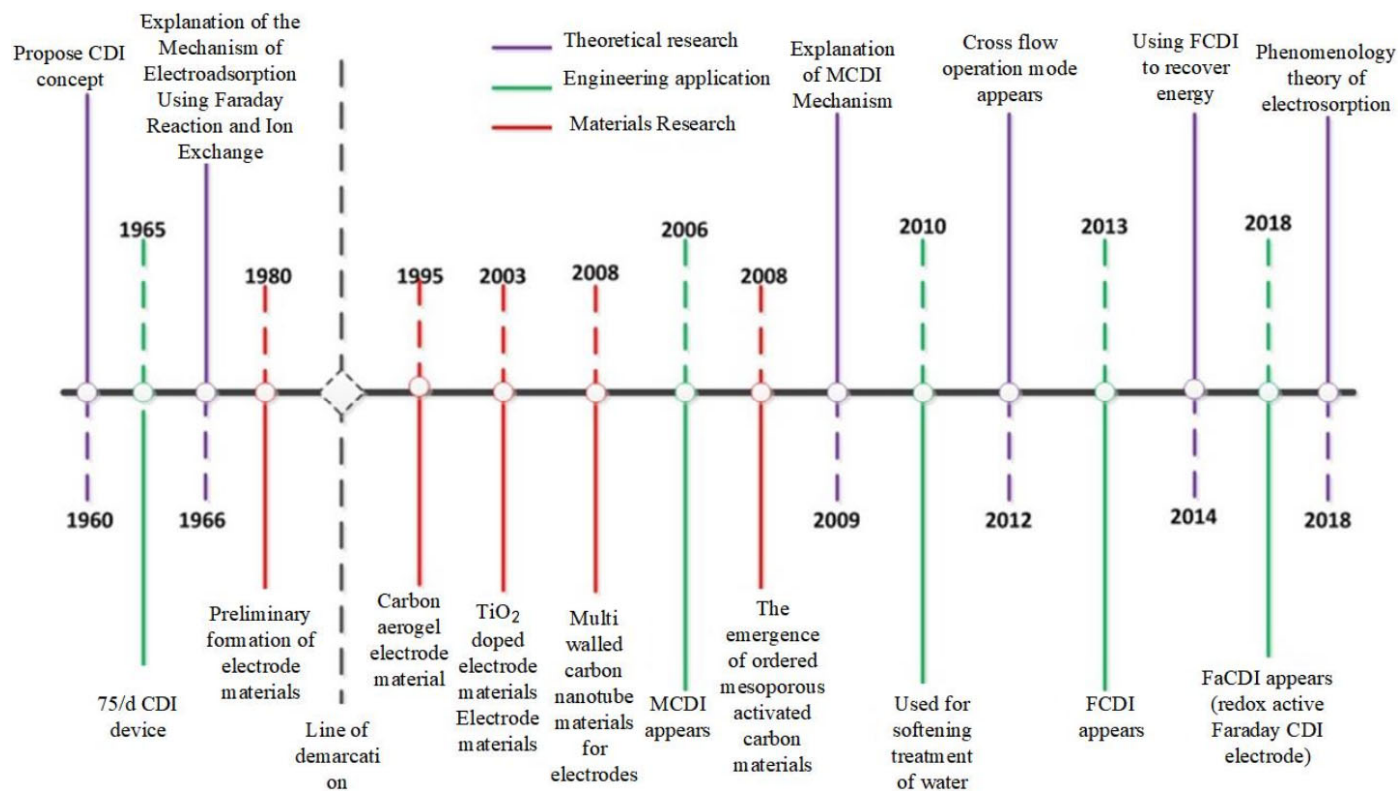 Propose CDI
concept
Explanation of the
Mechanism of
Electroadsorption
Using Faraday
Reaction and Ion
Exchange
Theoretical research
Engineering application
Materials Research
Explanation
of MCDI
Mechanism
Cross flow
operation mode
appears
Using FCDI
to recover
energy
Phenomenology
theory of
electrosorption
1965
1980
1995
2003
2008
2006
2008
2010
2013
2018
1960
1966
2009
2012
2014
2018
75/d CDI
device
Preliminary
formation of
electrode
materials
Line of
demarcati
on
Carbon
aerogel
electrode
material
TiO2
doped
electrode
materials
Electrode
materials
Multi
walled
carbon
nanotube
materials
for
electrodes
MCDI
appears
The
emergence
of ordered
mesoporous
activated
carbon
materials
Used for
softening
treatment
of water
FCDI
appears
FaCDI appears
(redox active
Faraday CDI
electrode)